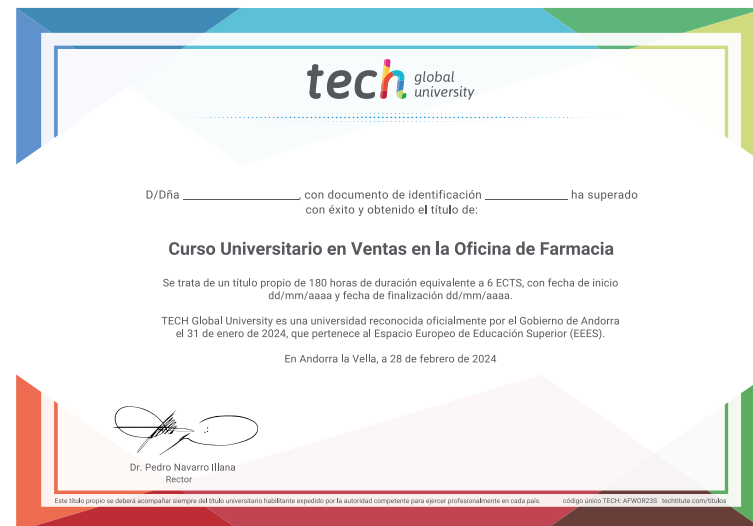 tech global university
D/Dña ____________________, con documento de identificación ______________ ha superado
con éxito y obtenido el título de:
Curso Universitario en Ventas en la Oficina de Farmacia
Se trata de un título propio de 180 horas de duración equivalente a 6 ECTS, con fecha de inicio
dd/mm/aaaa y fecha de finalización dd/mm/aaaa.
TECH Global University es una universidad reconocida oficialmente por el Gobierno de Andorra
el 31 de enero de 2024, que pertenece al Espacio Europeo de Educación Superior (EEES).
En Andorra la Vella, a 28 de febrero de 2024
Dr. Pedro Navarro Illana
Rector
Este título propio se deberá acompañar siempre del título universitario habilitante expedido por la autoridad competente para ejercer profesionalmente en cada país. código único TECH: AFWOR23S techtitute.com/titulos